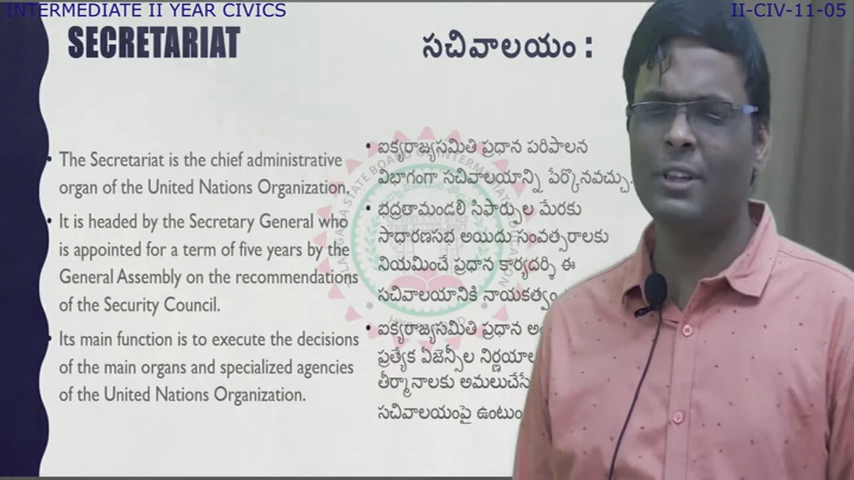 INTERMEDIATE II YEAR CIVICS
II-CIV-11-05
SECRETARIAT
సచివాలయం :
• The Secretariat is the chief administrative
organ of the United Nations Organization.
• It is headed by the Secretary General who
is appointed for a term of five years by the
General Assembly on the recommendations
of the Security Council.
• Its main function is to execute the decisions
of the main organs and specialized agencies
of the United Nations Organization.
• ఐక్యరాజ్యసమితి ప్రధాన పరిపాలన
విభాగంగా సచివాలయాన్ని పేర్కొనవచ్చు.
• భద్రతామండలి సిఫార్సుల మేరకు
సాధారణసభ అయిదు సంవత్సరాలకు
నియమించే ప్రధాన కార్యదర్శి ఈ
సచివాలయానికి నాయకత్వం
• ఐక్యరాజ్యసమితి ప్రధాన
ప్రత్యేక ఏజెన్సీల
తీర్మానాలకు
సచివాలయంపై